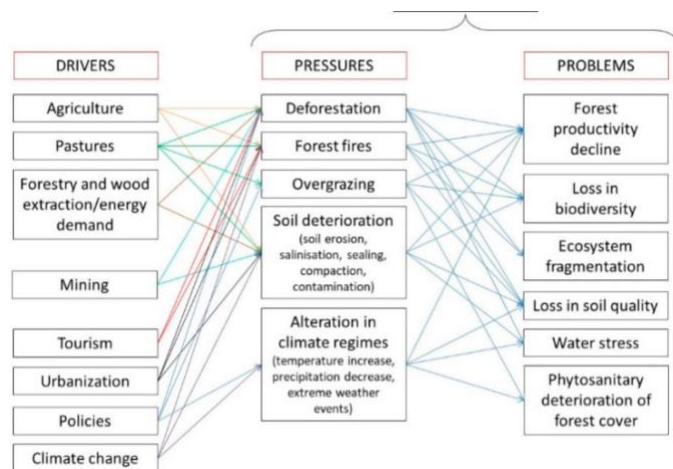 DRIVERS
Agriculture
Pastures
Forestry and wood
extraction/energy
demand
Mining
Tourism
Urbanization
Policies
Climate change
PRESSURES
Deforestation
Forest fires
Overgrazing
Soil deterioration
(soil erosion,
salinisation, sealing,
compaction,
contamination)
Alteration in
climate regimes
(temperature increase,
precipitation decrease,
extreme weather
events)
PROBLEMS
Forest
productivity
decline
Loss in
biodiversity
Ecosystem
fragmentation
Loss in soil quality
Water stress
Phytosanitary
deterioration of
forest cover